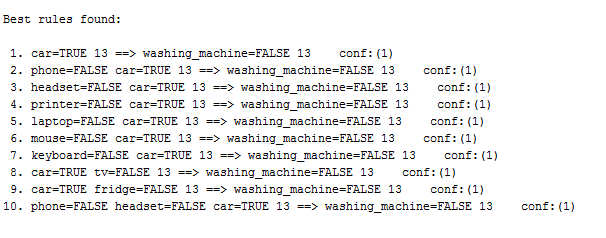 Best rules found:
1. car=TRUE 13 ==> washing_machine=FALSE 13 conf:(1)
2. phone=FALSE car=TRUE 13 ==> washing_machine=FALSE 13 conf:(1)
3. headset=FALSE car=TRUE 13 ==> washing_machine=FALSE 13 conf:(1)
4. printer=FALSE car=TRUE 13 ==> washing_machine=FALSE 13 conf:(1)
5. laptop=FALSE car=TRUE 13 ==> washing_machine=FALSE 13 conf:(1)
6. mouse=FALSE car=TRUE 13 ==> washing_machine=FALSE 13 conf:(1)
7. keyboard=FALSE car=TRUE 13 ==> washing_machine=FALSE 13 conf:(1)
8. car=TRUE tv=FALSE 13 ==> washing_machine=FALSE 13 conf:(1)
9. car=TRUE fridge=FALSE 13 ==> washing_machine=FALSE 13 conf:(1)
10. phone=FALSE headset=FALSE car=TRUE 13 ==> washing_machine=FALSE 13 conf:(1)